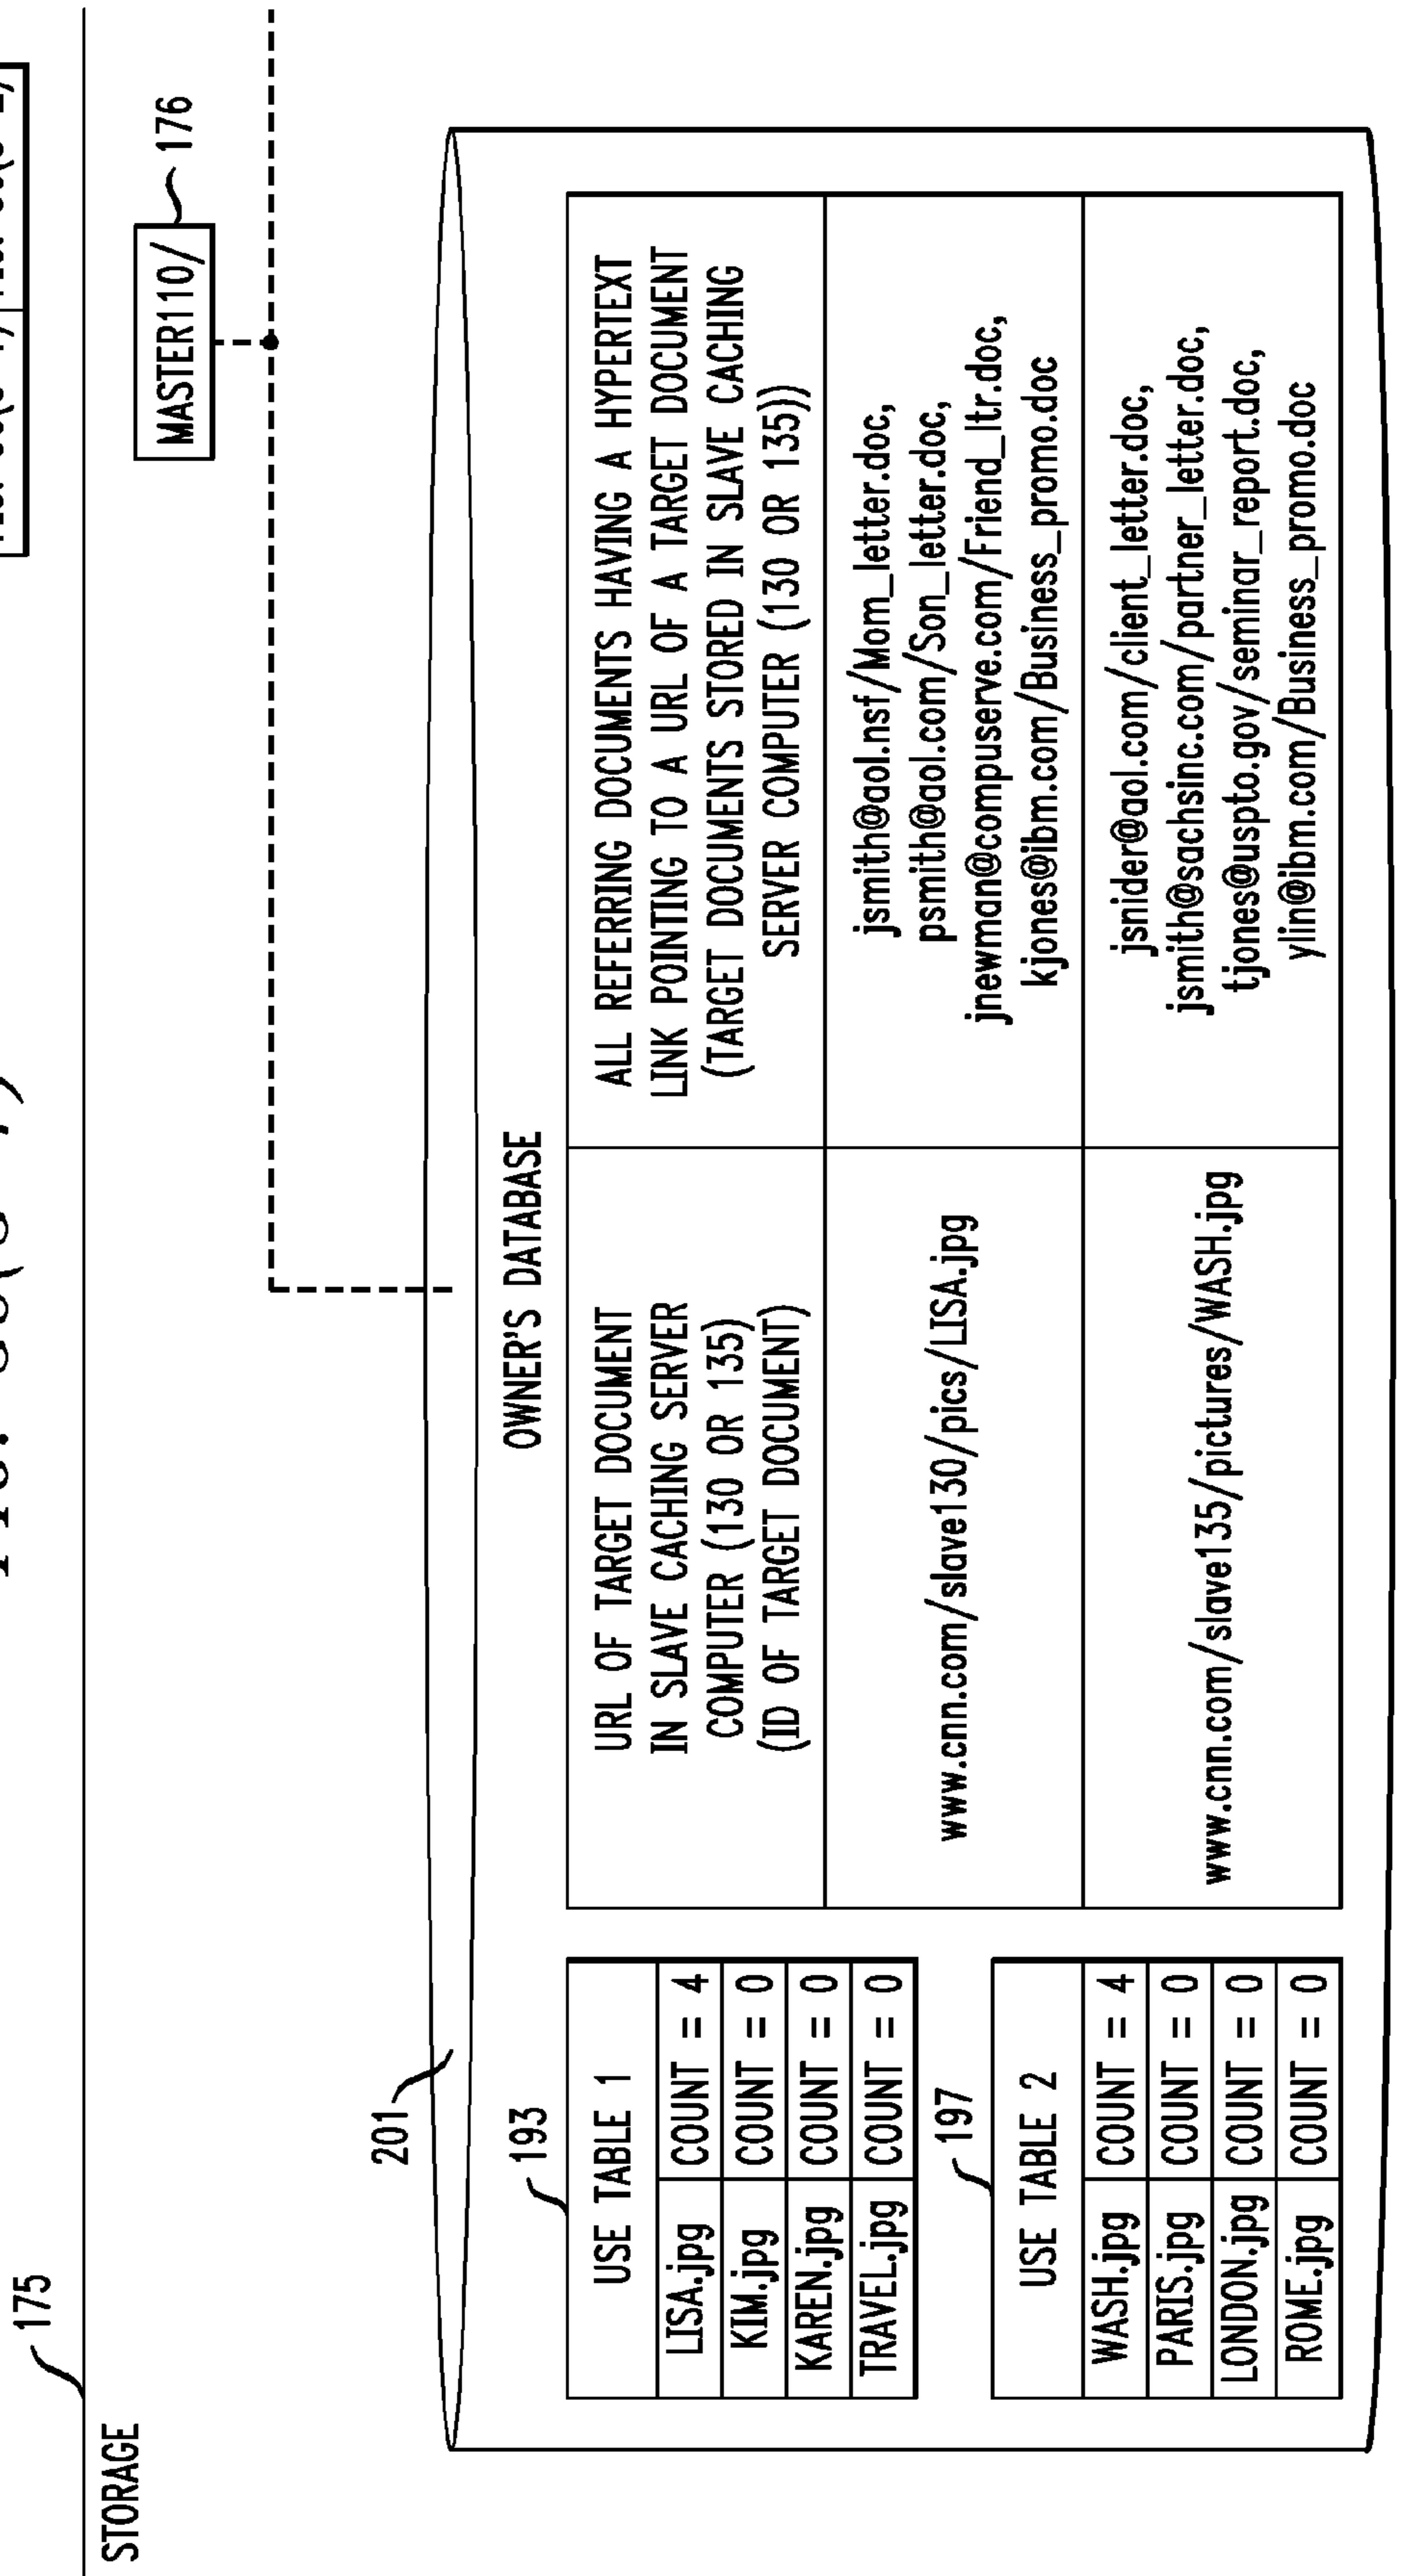 175
STORAGE
MASTER110/
176
201
OWNER'S DATABASE
193
USE TABLE 1
LISA.jpg COUNT = 4
KIM.jpg COUNT = 0
KAREN.jpg COUNT = 0
TRAVEL.jpg COUNT = 0
197
USE TABLE 2
WASH.jpg COUNT = 4
PARIS.jpg COUNT = 0
LONDON.jpg COUNT = 0
ROME.jpg COUNT = 0
URL OF TARGET DOCUMENT
IN SLAVE CACHING SERVER
COMPUTER (130 OR 135)
(ID OF TARGET DOCUMENT)
ALL REFERRING DOCUMENTS HAVING A HYPERTEXT
LINK POINTING TO A URL OF A TARGET DOCUMENT
(TARGET DOCUMENTS STORED IN SLAVE CACHING
SERVER COMPUTER (130 OR 135))
www.cnn.com/slave130/pics/LISA.jpg
jsmith@aol.nsf/Mom_letter.doc,
psmith@aol.com/Son_letter.doc,
jnewman@compuserve.com/Friend_ltr.doc,
kjones@ibm.com/Business_promo.doc
www.cnn.com/slave135/pictures/WASH.jpg
jsnider@aol.com/client_letter.doc,
jsmith@sachsinc.com/partner_letter.doc,
tjones@uspto.gov/seminar_report.doc,
ylin@ibm.com/Business_promo.doc